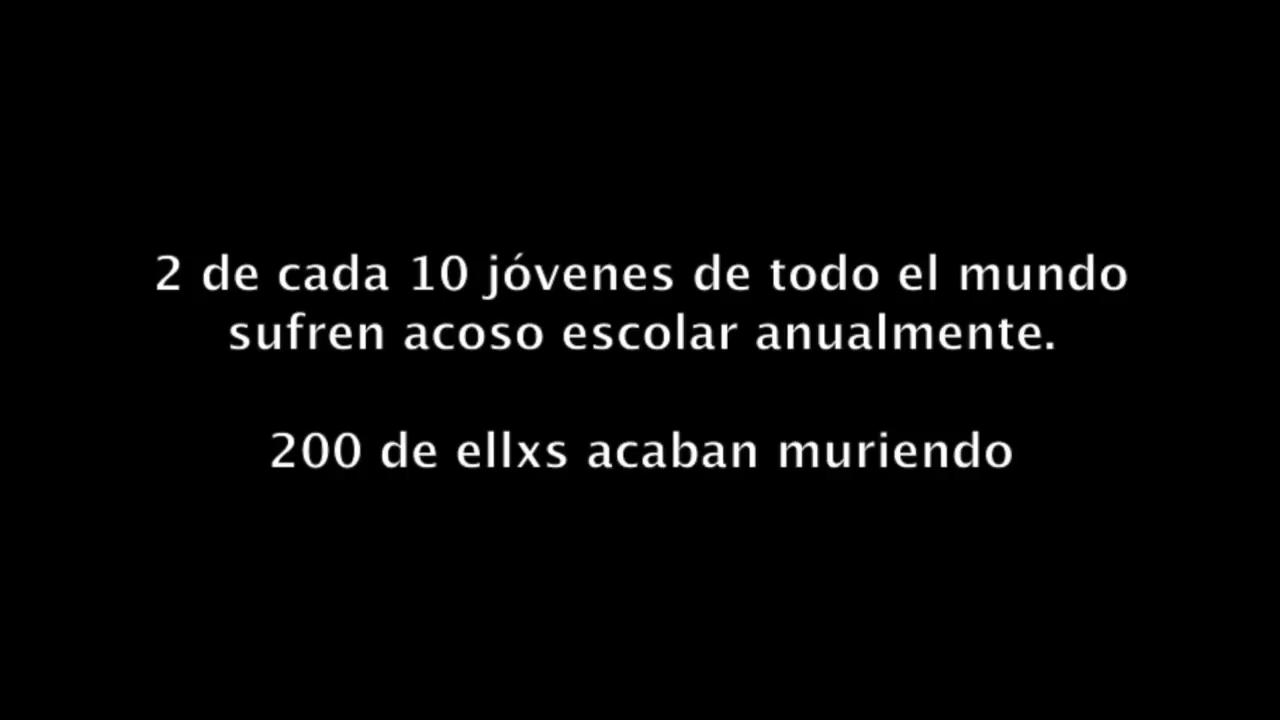 2 de cada 10 jóvenes de todo el mundo
sufren acoso escolar anualmente.
200 de ellxs acaban muriendo